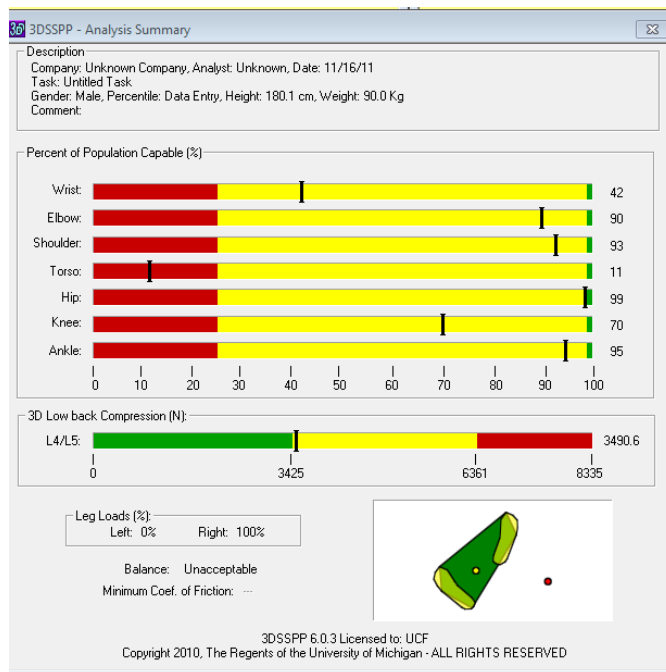 3DSSPP - Analysis Summary
Description
Company: Unknown Company, Analyst: Unknown, Date: 11/16/11
Task: Untitled Task
Gender: Male, Percentile: Data Entry, Height: 180.1 cm, Weight: 90.0 Kg
Comment:
Percent of Population Capable (%)
Wrist: 42
Elbow: 90
Shoulder: 93
Torso: 11
Hip: 99
Knee: 70
Ankle: 95
0 10 20 30 40 50 60 70 80 90 100
3D Low back Compression (N):
L4/L5: 3490.6
0 3425 6361 8335
Leg Loads (%):
Left: 0% Right: 100%
Balance: Unacceptable
Minimum Coef. of Friction: ---
3DSSPP 6.0.3 Licensed to: UCF
Copyright 2010, The Regents of the University of Michigan - ALL RIGHTS RESERVED